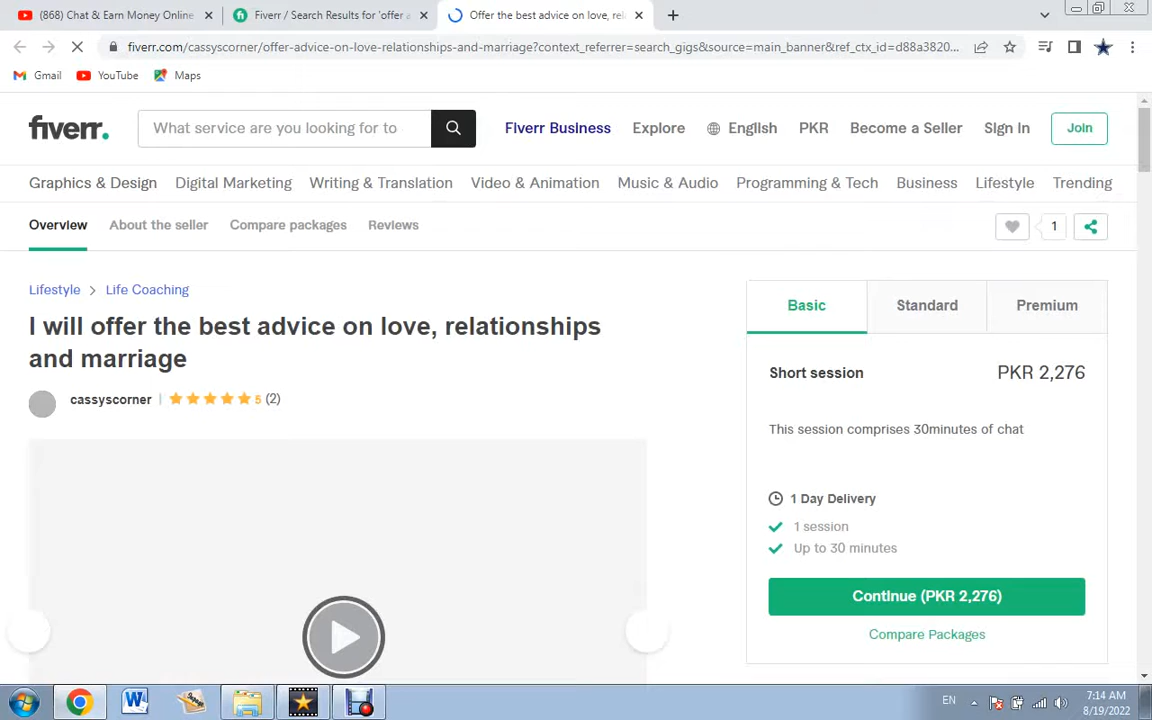 (868) Chat & Earn Money Online
Fiverr / Search Results for 'offer a
Offer the best advice on love, rela
fiverr.com/cassyscorner/offer-advice-on-love-relationships-and-marriage?context_referrer=search_gigs&source=main_banner&ref_ctx_id=d88a3820...
Gmail
YouTube
Maps
fiverr.
What service are you looking for to
Fiverr Business
Explore
English
PKR
Become a Seller
Sign in
Join
Graphics & Design
Digital Marketing
Writing & Translation
Video & Animation
Music & Audio
Programming & Tech
Business
Lifestyle
Trending
Overview
About the seller
Compare packages
Reviews
1
Lifestyle
Life Coaching
I will offer the best advice on love, relationships
and marriage
cassyscorner
5 (2)
Basic
Standard
Premium
Short session
PKR 2,276
This session comprises 30minutes of chat
1 Day Delivery
1 session
Up to 30 minutes
Continue (PKR 2,276)
Compare Packages
EN
7:14 AM
8/19/2022